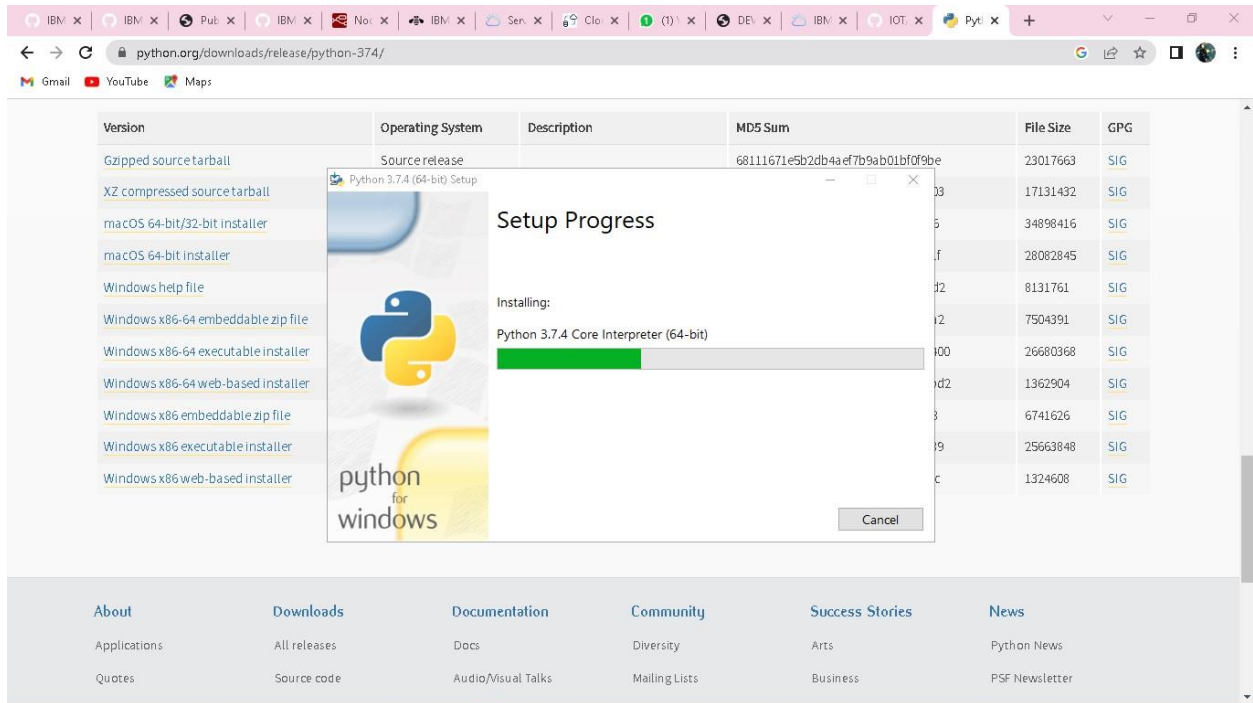 IBM IBM Pub IBM Noc IBM Sen Clo (1) DEV IBM IOT Pyt
python.org/downloads/release/python-374/
Gmail YouTube Maps
Version Operating System Description MD5 Sum File Size GPG
Gzipped source tarball Source release 68111671e5b2db4aef7b9ab01bf0f9be 23017663 SIG
Python 3.7.4 (64-bit) Setup
XZ compressed source tarball 17131432 SIG
Setup Progress
macOS 64-bit/32-bit installer 34898416 SIG
macOS 64-bit installer 28082845 SIG
Windows help file d2 8131761 SIG
Installing:
Windows x86-64 embeddable zip file 7504391 SIG
Python 3.7.4 Core Interpreter (64-bit)
Windows x86-64 executable installer 400 26680368 SIG
Windows x86-64 web-based installer d2 1362904 SIG
Windows x86 embeddable zip file 6741626 SIG
Windows x86 executable installer 39 25663848 SIG
Windows x86 web-based installer 1324608 SIG
python
for
windows
Cancel
About Downloads Documentation Community Success Stories News
Applications All releases Docs Diversity Arts Python News
Quotes Source code Audio/Visual Talks Mailing Lists Business PSF Newsletter